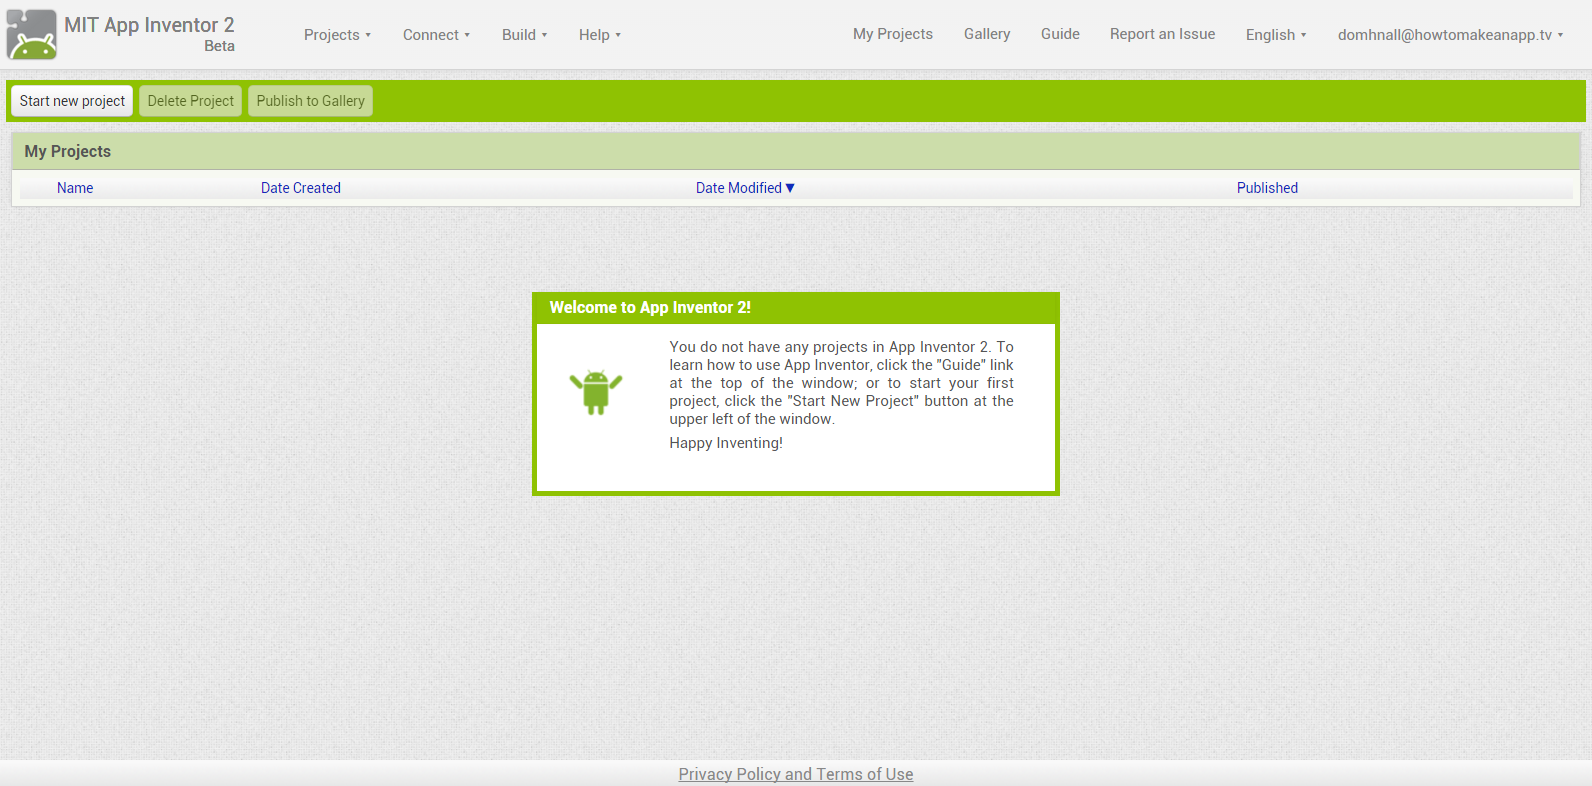 MIT App Inventor 2
Beta
Projects
Connect
Build
Help
My Projects
Gallery
Guide
Report an Issue
English
domhnall@howtomakeanapp.tv
Start new project
Delete Project
Publish to Gallery
My Projects
Name
Date Created
Date Modified ▼
Published
Welcome to App Inventor 2!
You do not have any projects in App Inventor 2. To
learn how to use App Inventor, click the "Guide" link
at the top of the window; or to start your first
project, click the "Start New Project" button at the
upper left of the window.
Happy Inventing!
Privacy Policy and Terms of Use